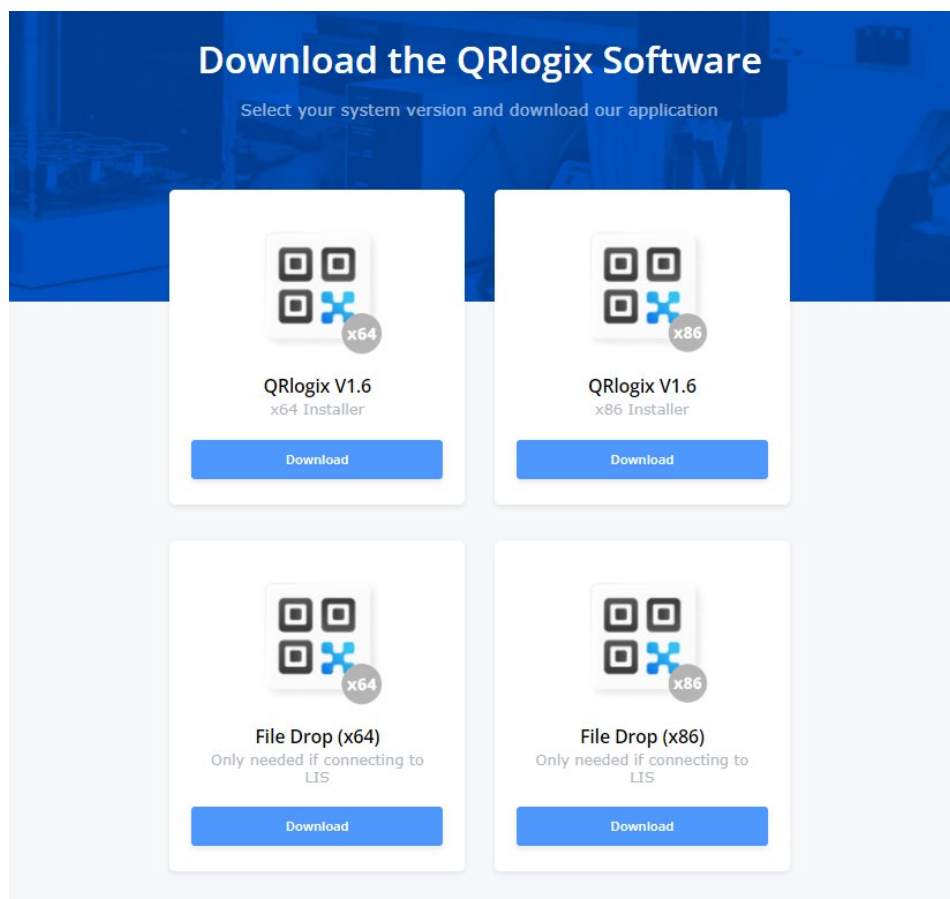 Download the QRlogix Software
Select your system version and download our application
x64
x86
QRlogix V1.6
x64 Installer
Download
QRlogix V1.6
x86 Installer
Download
x64
x86
File Drop (x64)
Only needed if connecting to
LIS
Download
File Drop (x86)
Only needed if connecting to
LIS
Download